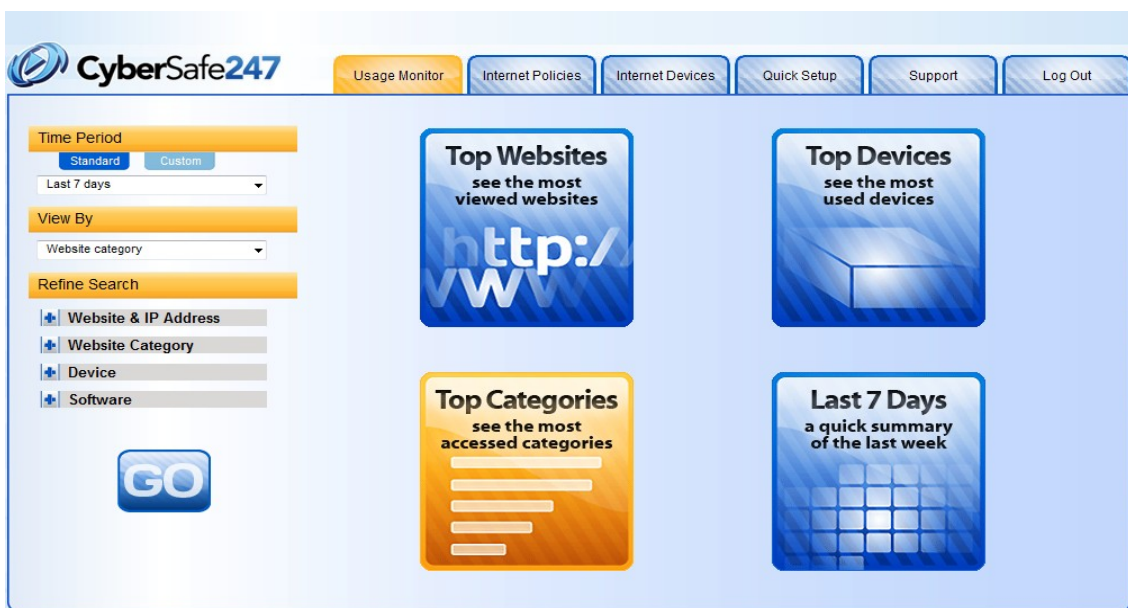 CyberSafe247
Usage Monitor
Internet Policies
Internet Devices
Quick Setup
Support
Log Out
Time Period
Standard
Custom
Last 7 days
View By
Website category
Refine Search
Website & IP Address
Website Category
Device
Software
GO
Top Websites
see the most
viewed websites
http:/
WWW
Top Devices
see the most
used devices
Top Categories
see the most
accessed categories
Last 7 Days
a quick summary
of the last week